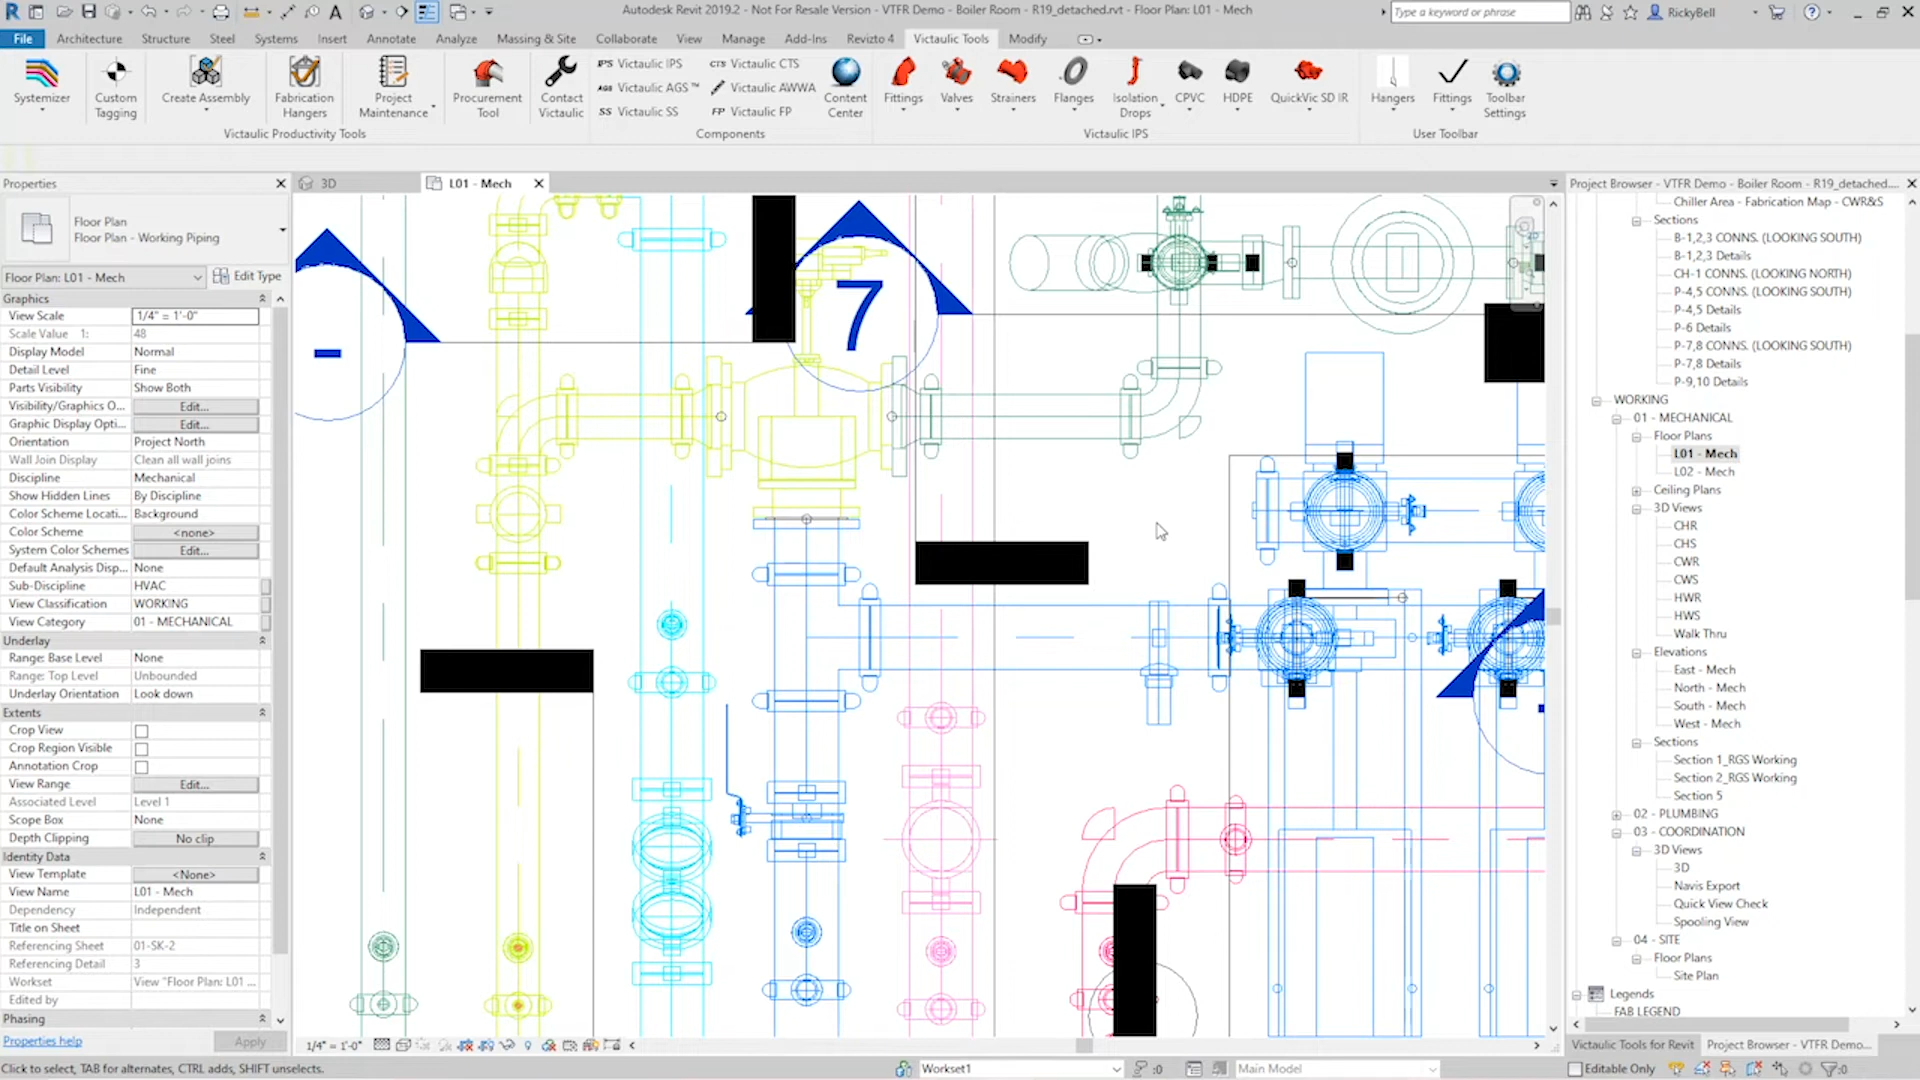 Autodesk Revit 2019.2 - Not For Resale Version - VTFR Demo - Boiler Room - R19_detached.rvt - Floor Plan: L01 - Mech
Type a keyword or phrase
RickyBell
File Architecture Structure Steel Systems Insert Annotate Analyze Massing & Site Collaborate View Manage Add-Ins Revizto 4 Victaulic Tools Modify
Systemizer
Custom Tagging
Create Assembly
Fabrication Hangers
Project Maintenance
Procurement Tool
Contact Victaulic
IPS Victaulic IPS
CTS Victaulic CTS
AGS Victaulic AGS™
Victaulic AWWA
SS Victaulic SS
FP Victaulic FP
Content Center
Fittings
Valves
Strainers
Flanges
Isolation Drops
CPVC
HDPE
QuickVic SD IR
Hangers
Fittings
Toolbar Settings
Victaulic Productivity Tools
Components
Victaulic IPS
User Toolbar
Properties
Floor Plan
Floor Plan - Working Piping
Floor Plan: L01 - Mech
Edit Type
Graphics
View Scale 1/4" = 1'-0"
Scale Value 1: 48
Display Model Normal
Detail Level Fine
Parts Visibility Show Both
Visibility/Graphics O... Edit...
Graphic Display Opti... Edit...
Orientation Project North
Wall Join Display Clean all wall joins
Discipline Mechanical
Show Hidden Lines By Discipline
Color Scheme Locati... Background
Color Scheme <none>
System Color Schemes Edit...
Default Analysis Disp... None
Sub-Discipline HVAC
View Classification WORKING
View Category 01 - MECHANICAL
Underlay
Range: Base Level None
Range: Top Level Unbounded
Underlay Orientation Look down
Extents
Crop View
Crop Region Visible
Annotation Crop
View Range Edit...
Associated Level Level 1
Scope Box None
Depth Clipping No clip
Identity Data
View Template <None>
View Name L01 - Mech
Dependency Independent
Title on Sheet
Referencing Sheet 01-SK-2
Referencing Detail 3
Workset View "Floor Plan: L01 ...
Edited by
Phasing
Properties help
Apply
3D
L01 - Mech
7
-
1/4" = 1'-0"
Project Browser - VTFR Demo - Boiler Room - R19_detached....
Chiller Area - Fabrication Map - CWR&S
Sections
B-1,2,3 CONNS. (LOOKING SOUTH)
B-1,2,3 Details
CH-1 CONNS. (LOOKING NORTH)
P-4,5 CONNS. (LOOKING SOUTH)
P-4,5 Details
P-6 Details
P-7,8 CONNS. (LOOKING SOUTH)
P-7,8 Details
P-9,10 Details
WORKING
01 - MECHANICAL
Floor Plans
L01 - Mech
L02 - Mech
Ceiling Plans
3D Views
CHR
CHS
CWR
CWS
HWR
HWS
Walk Thru
Elevations
East - Mech
North - Mech
South - Mech
West - Mech
Sections
Section 1_RGS Working
Section 2_RGS Working
Section 5
02 - PLUMBING
03 - COORDINATION
3D Views
3D
Navis Export
Quick View Check
Spooling View
04 - SITE
Floor Plans
Site Plan
Legends
FAB LEGEND
Victaulic Tools for Revit
Project Browser - VTFR Demo...
Click to select, TAB for alternates, CTRL adds, SHIFT unselects.
Workset1
:0
Main Model
Editable Only
:0